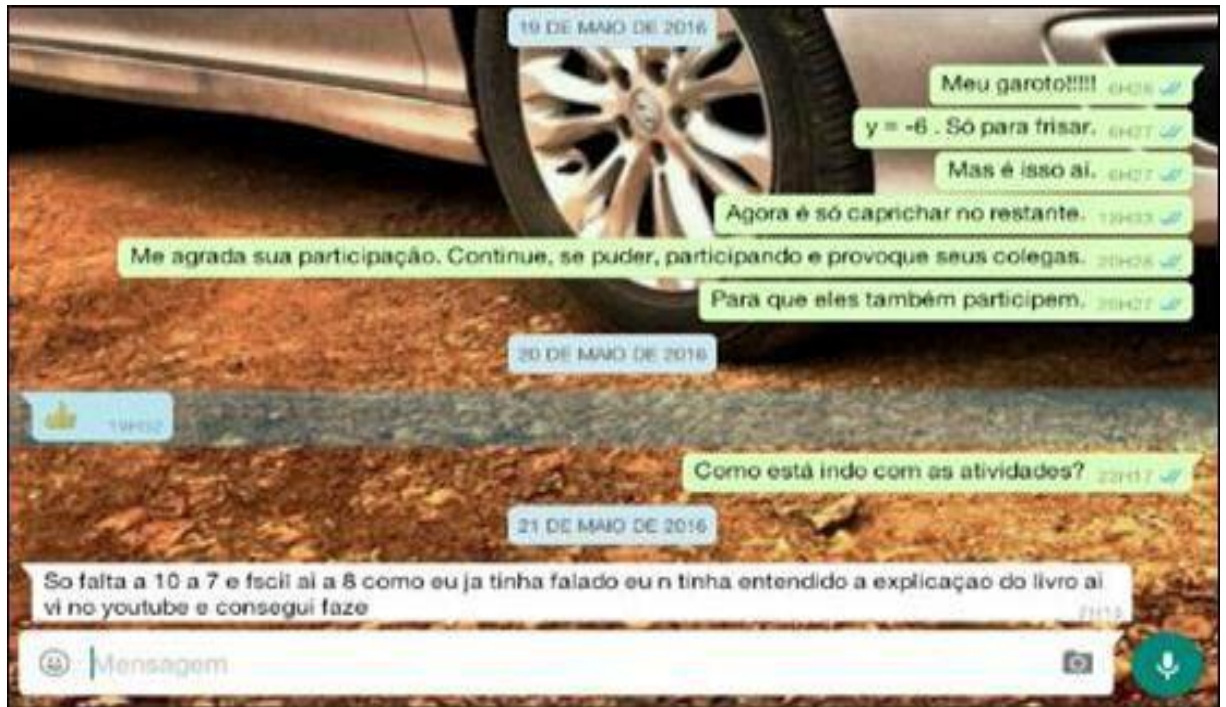 19 DE MAIO DE 2016
Meu garoto!!!!! 6H26
y = -6 . Só para frisar. 6H27
Mas é isso ai. 6H27
Agora é só caprichar no restante.
Me agrada sua participação. Continue, se puder, participando e provoque seus colegas. 20H26
Para que eles também participem. 20H27
20 DE MAIO DE 2016
19H02
Como está indo com as atividades? 22H17
21 DE MAIO DE 2016
So falta a 10 a 7 e fscil ai a 8 como eu ja tinha falado eu n tinha entendido a explicaçao do livro ai
vi no youtube e consegui faze
Mensagem